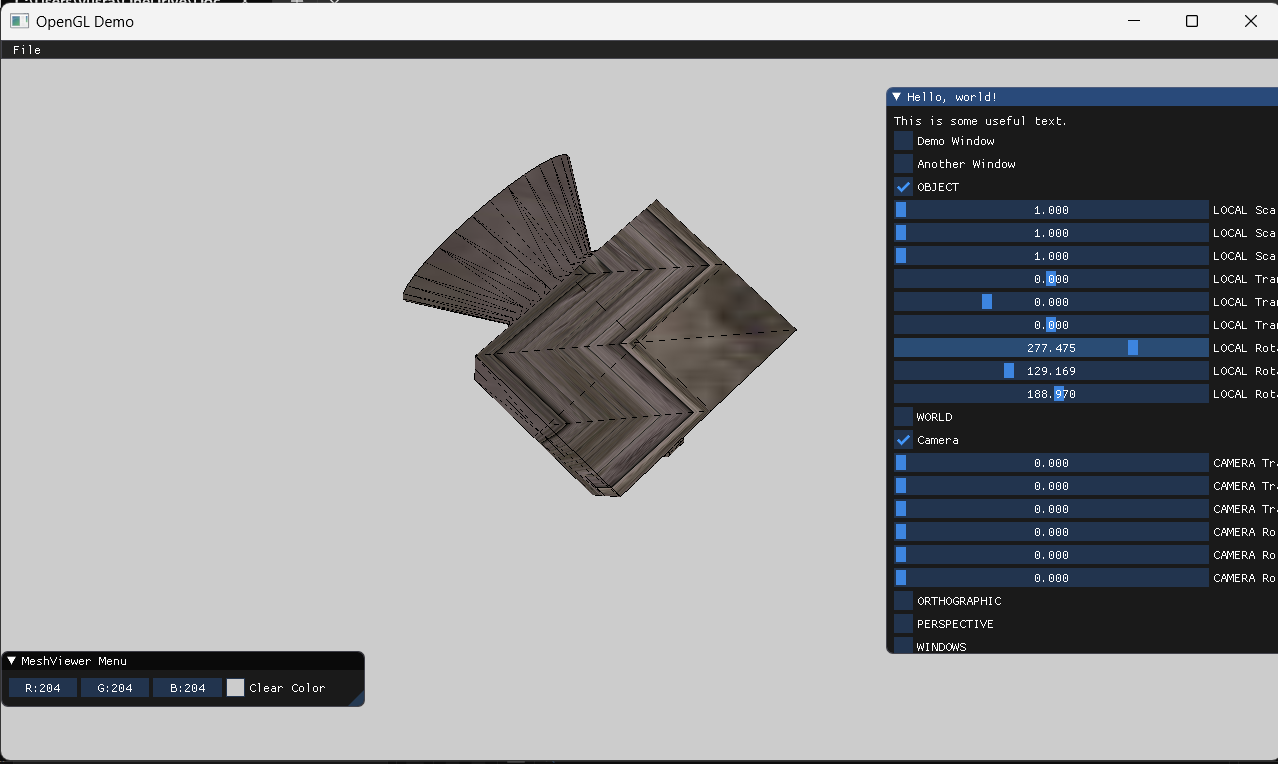 OpenGL Demo
File
Hello, world!
This is some useful text.
Demo Window
Another Window
OBJECT
1.000 LOCAL Sca
1.000 LOCAL Sca
1.000 LOCAL Sca
0.000 LOCAL Tra
0.000 LOCAL Tra
0.000 LOCAL Tra
277.475 LOCAL Rot
129.169 LOCAL Rot
188.970 LOCAL Rot
WORLD
Camera
0.000 CAMERA Tr
0.000 CAMERA Tr
0.000 CAMERA Tr
0.000 CAMERA Ro
0.000 CAMERA Ro
0.000 CAMERA Ro
ORTHOGRAPHIC
PERSPECTIVE
WINDOWS
MeshViewer Menu
R:204 G:204 B:204 Clear Color